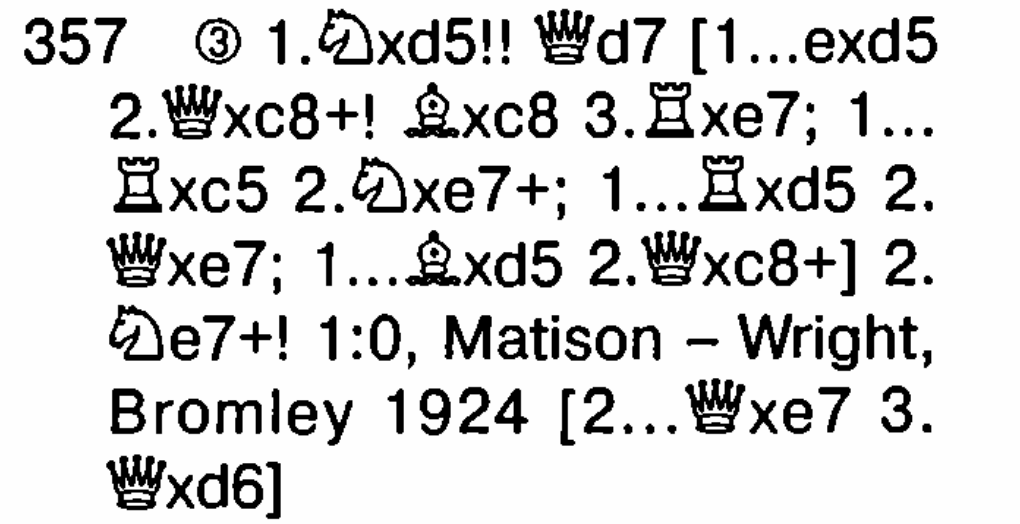 357 ③ 1.♘xd5!! ♕d7 [1...exd5
2.♕xc8+! ♗xc8 3.♖xe7; 1...
♖xc5 2.♘xe7+; 1...♖xd5 2.
♕xe7; 1...♗xd5 2.♕xc8+] 2.
♘e7+! 1:0, Matison – Wright,
Bromley 1924 [2...♕xe7 3.
♕xd6]